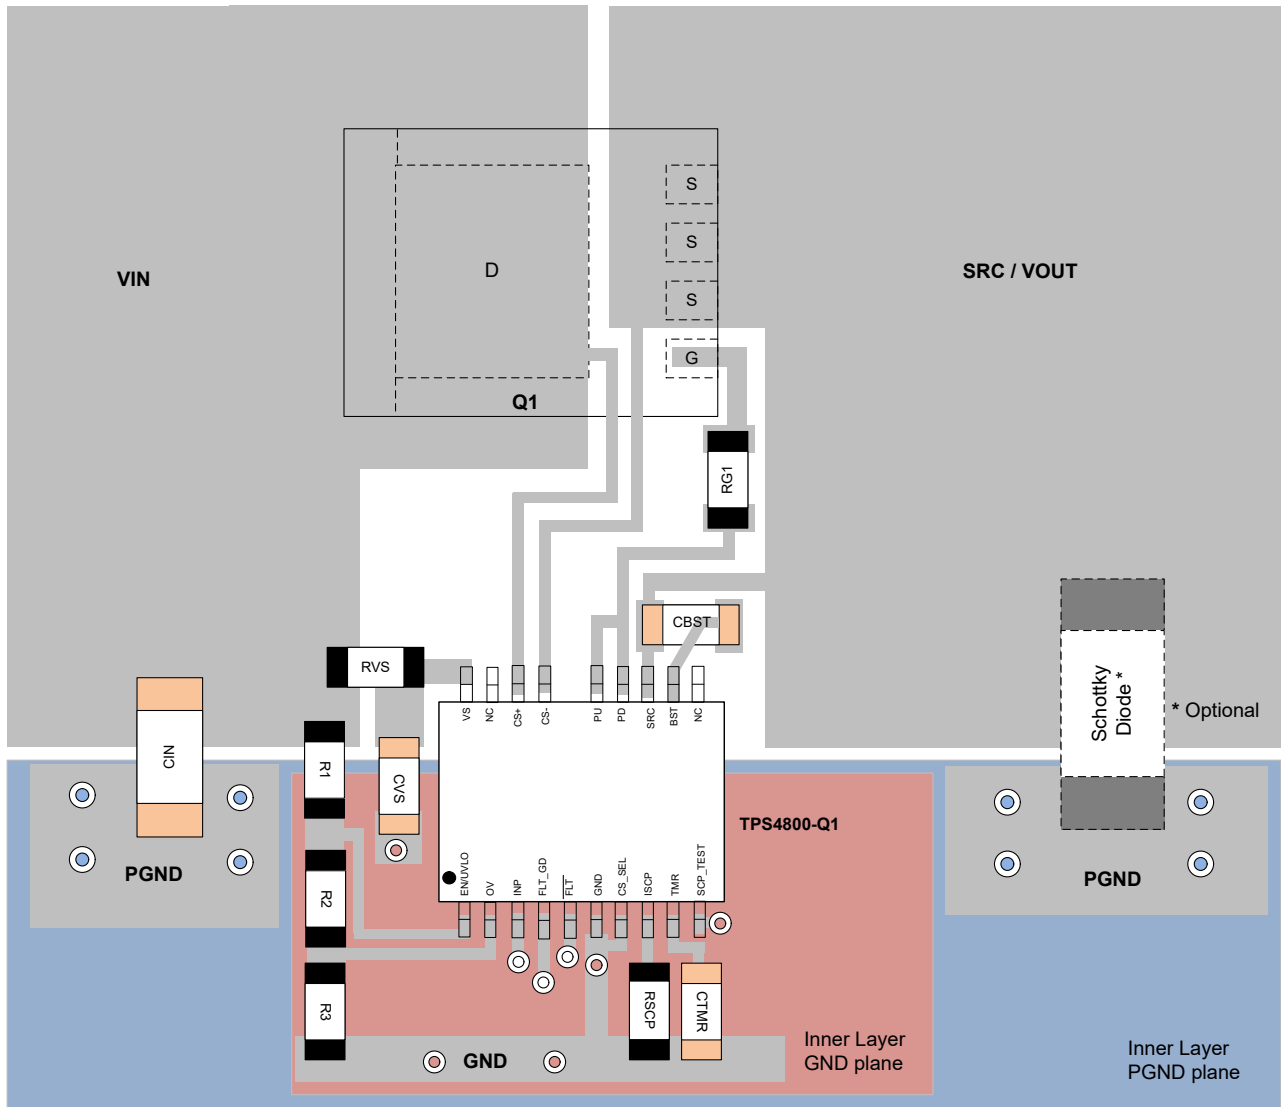 S
S
VIN
D
SRC / VOUT
S
G
Q1
RG1
CBST
RVS
Schottky
Diode *
* Optional
VS
NC
CS+
CS-
PU
PD
SRC
BST
NC
CIN
R1
CVS
TPS4800-Q1
PGND
PGND
EN/UVLO
OV
INP
FLT_GD
FLT
GND
CS_SEL
ISCP
TMR
SCP_TEST
R2
R3
RSCP
CTMR
GND
Inner Layer
GND plane
Inner Layer
PGND plane